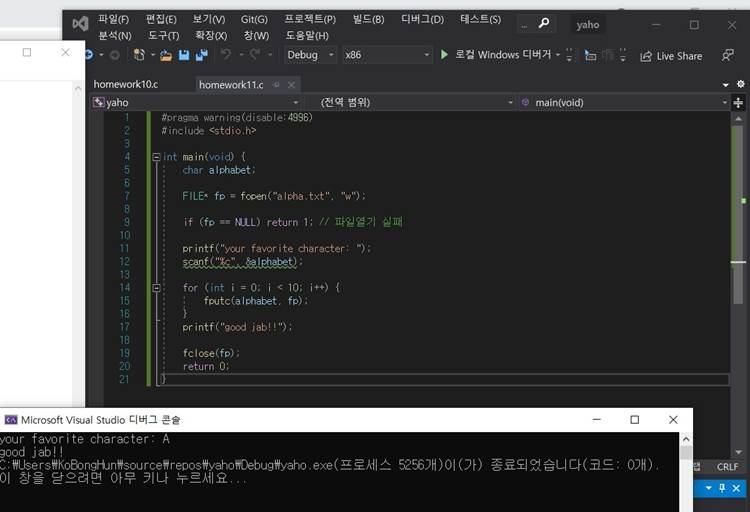 파일(F) 편집(E) 보기(V) Git(G) 프로젝트(P) 빌드(B) 디버그(D) 테스트(S) ... yaho
분석(N) 도구(T) 확장(X) 창(W) 도움말(H)
Debug x86 로컬 Windows 디버거 Live Share
homework10.c homework11.c
yaho (전역 범위) main(void)
1 #pragma warning(disable:4996)
2 #include <stdio.h>
3
4 int main(void) {
5 char alphabet;
6
7 FILE* fp = fopen("alpha.txt", "w");
8
9 if (fp == NULL) return 1; // 파일열기 실패
10
11 printf("your favorite character: ");
12 scanf("%c", &alphabet);
13
14 for (int i = 0; i < 10; i++) {
15 fputc(alphabet, fp);
16 }
17 printf("good jab!!");
18
19 fclose(fp);
20 return 0;
21 }
Microsoft Visual Studio 디버그 콘솔
your favorite character: A
good jab!!
C:₩Users₩KoBongHun₩source₩repos₩yaho₩Debug₩yaho.exe(프로세스 5256개)이(가) 종료되었습니다(코드: 0개).
이 창을 닫으려면 아무 키나 누르세요...
탭 CRLF